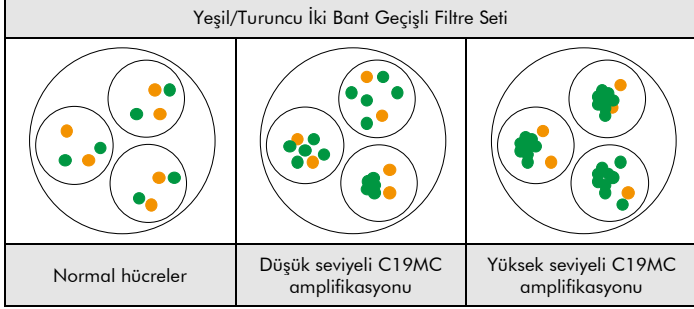 Yeşil/Turuncu İki Bant Geçişli Filtre Seti
Normal hücreler
Düşük seviyeli C19MC
amplifikasyonu
Yüksek seviyeli C19MC
amplifikasyonu